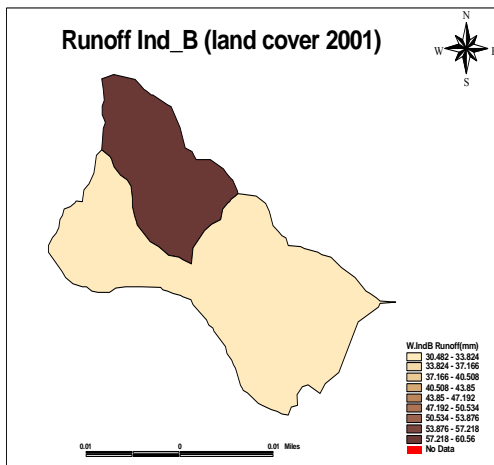 Runoff Ind_B (land cover 2001)
N
W E
S
W.IndB Runoff(mm)
30.482 - 33.824
33.824 - 37.166
37.166 - 40.508
40.508 - 43.85
43.85 - 47.192
47.192 - 50.534
50.534 - 53.876
53.876 - 57.218
57.218 - 60.56
No Data
0.01 0 0.01 Miles